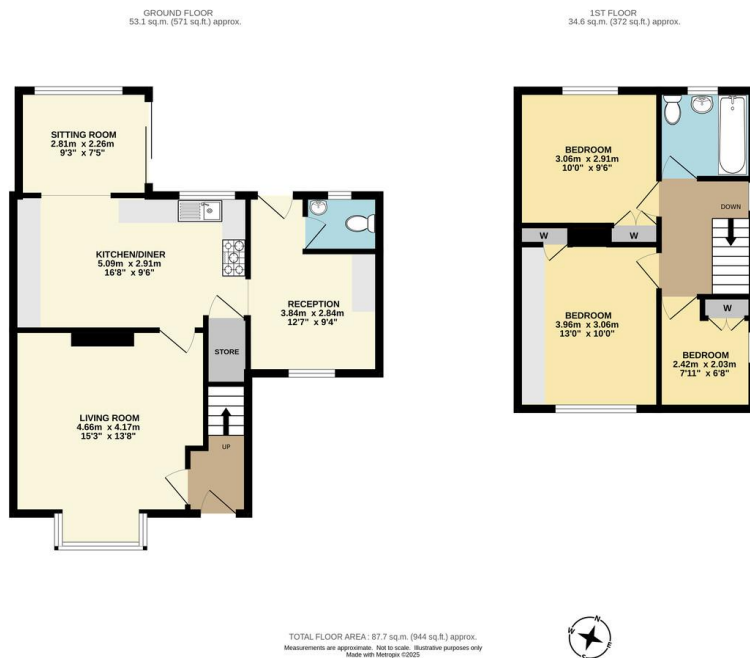 GROUND FLOOR
53.1 sq.m. (571 sq.ft.) approx.
1ST FLOOR
34.6 sq.m. (372 sq.ft.) approx.
SITTING ROOM
2.81m x 2.26m
9'3" x 7'5"
KITCHEN/DINER
5.09m x 2.91m
16'8" x 9'6"
RECEPTION
3.84m x 2.84m
12'7" x 9'4"
STORE
LIVING ROOM
4.66m x 4.17m
15'3" x 13'8"
UP
BEDROOM
3.06m x 2.91m
10'0" x 9'6"
DOWN
W
W
BEDROOM
3.96m x 3.06m
13'0" x 10'0"
W
BEDROOM
2.42m x 2.03m
7'11" x 6'8"
TOTAL FLOOR AREA : 87.7 sq.m. (944 sq.ft.) approx.
Measurements are approximate. Not to scale. Illustrative purposes only
Made with Metropix ©2025
N
W
E
S